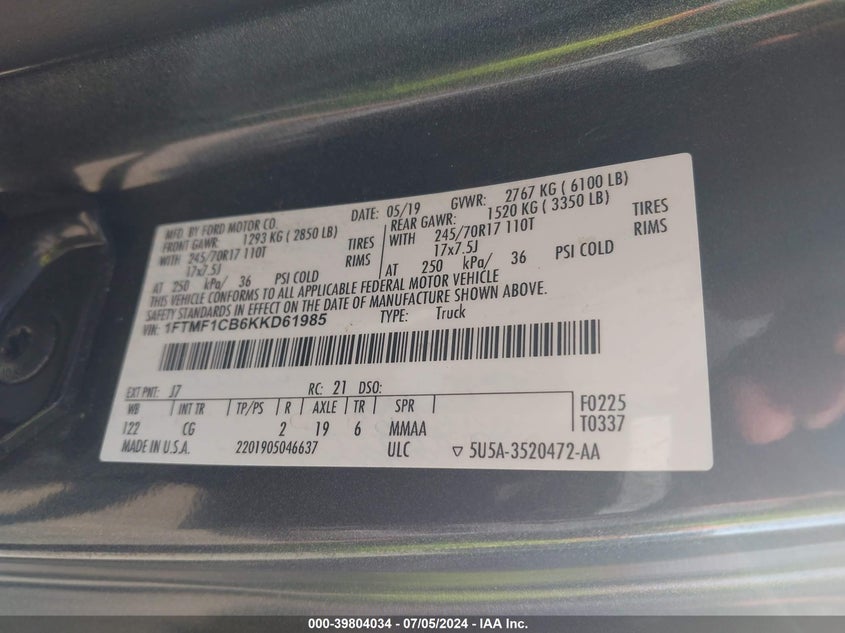 MFD. BY FORD MOTOR CO.
DATE: 05/19 GVWR: 2767 KG ( 6100 LB)
FRONT GAWR: 1293 KG ( 2850 LB) REAR GAWR: 1520 KG ( 3350 LB)
WITH 245/70R17 110T TIRES WITH 245/70R17 110T TIRES
17x7.5J RIMS 17x7.5J RIMS
AT 250 kPa/ 36 PSI COLD AT 250 kPa/ 36 PSI COLD
THIS VEHICLE CONFORMS TO ALL APPLICABLE FEDERAL MOTOR VEHICLE
SAFETY STANDARDS IN EFFECT ON THE DATE OF MANUFACTURE SHOWN ABOVE.
VIN: 1FTMF1CB6KKD61985 TYPE: Truck
EXT PNT: J7 RC: 21 DSO:
WB INT TR TP/PS R AXLE TR SPR F0225
122 CG 2 19 6 MMAA T0337
MADE IN U.S.A. 2201905046637 ULC ▽ 5U5A-3520472-AA
000-39804034 - 07/05/2024 - IAA Inc.